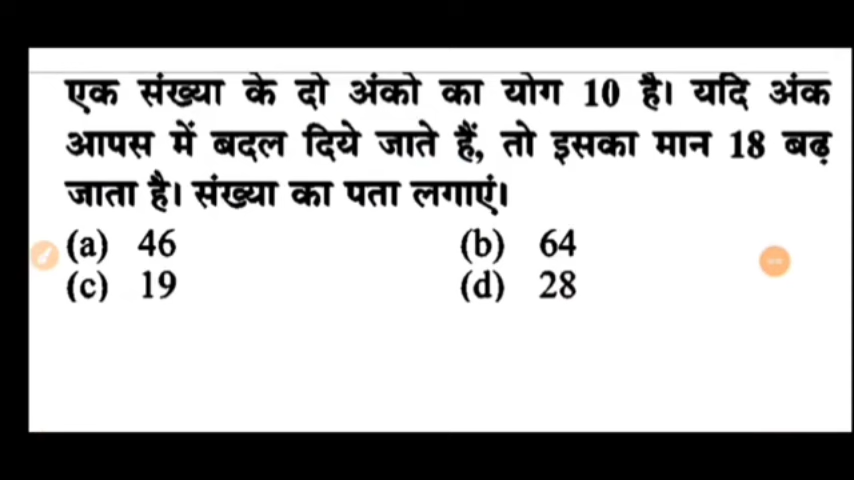 एक संख्या के दो अंको का योग 10 है। यदि अंक
आपस में बदल दिये जाते हैं, तो इसका मान 18 बढ़
जाता है। संख्या का पता लगाएं।
(a) 46 (b) 64
(c) 19 (d) 28